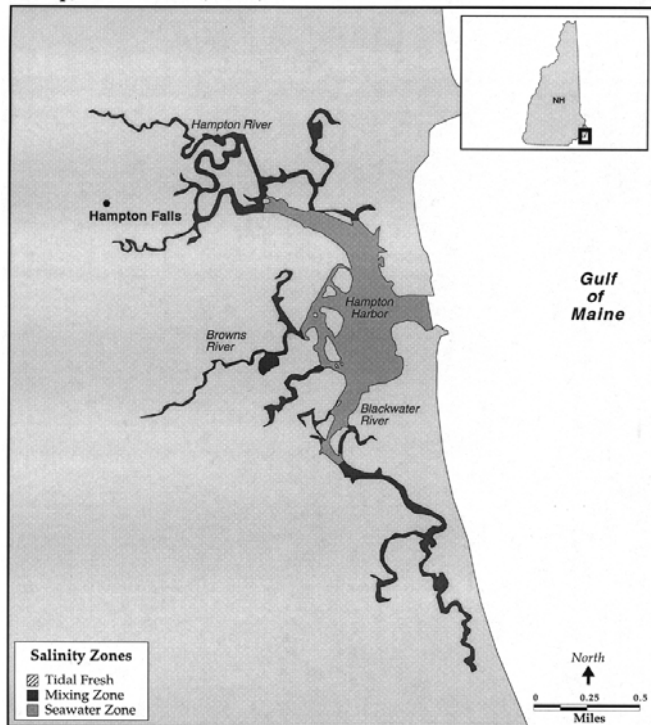 NH
Hampton River
Hampton Falls
Gulf
of
Maine
Hampton
Harbor
Browns
River
Blackwater
River
Salinity Zones
Tidal Fresh
Mixing Zone
Seawater Zone
North
0 0.25 0.5
Miles